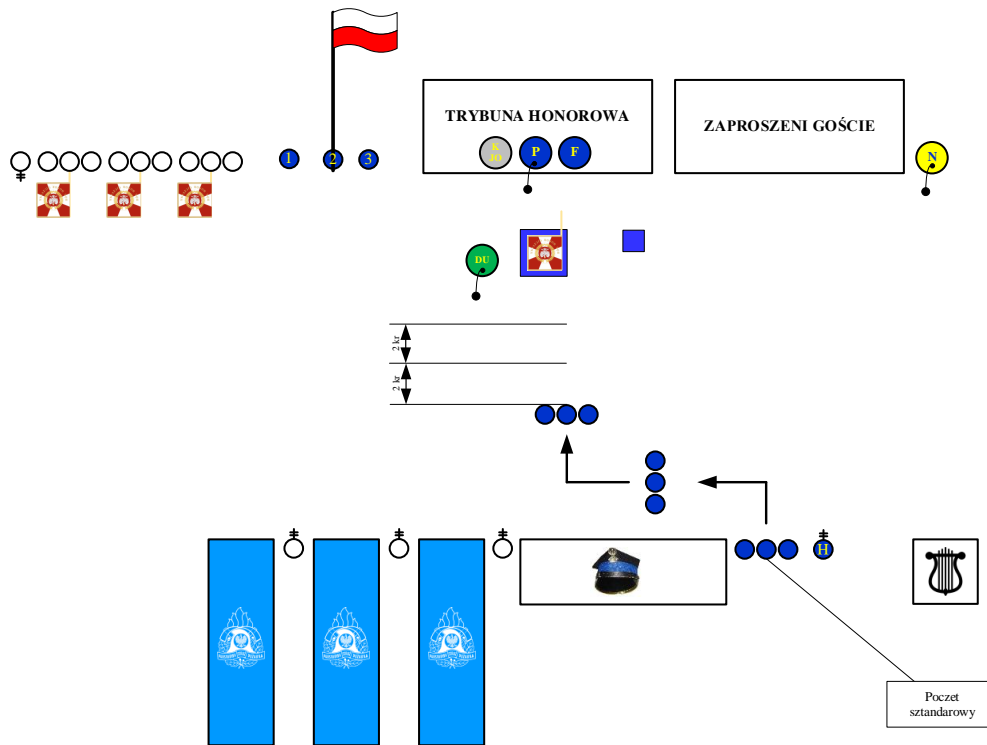 TRYBUNA HONOROWA
ZAPROSZENI GOŚCIE
1
2
3
K
JO
P
F
N
DU
2 kr
2 kr
H
Poczet
sztandarowy